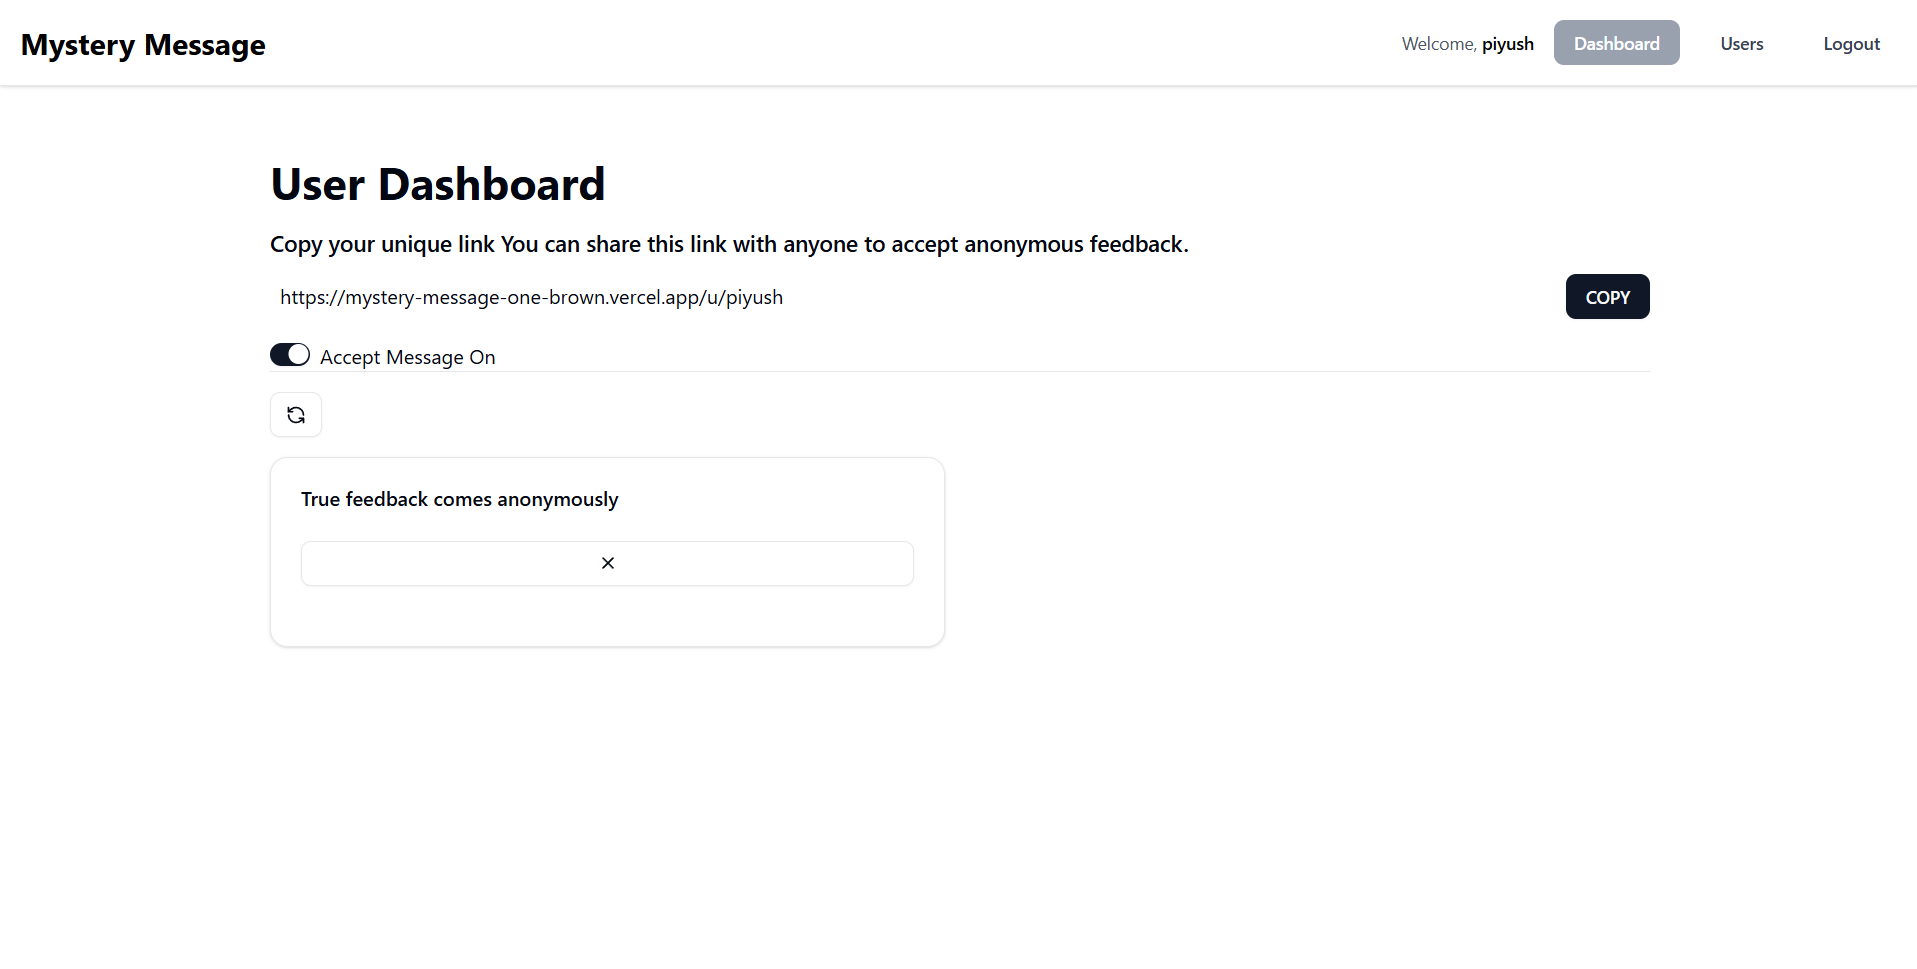 Mystery Message
Welcome, piyush
Dashboard
Users
Logout
User Dashboard
Copy your unique link You can share this link with anyone to accept anonymous feedback.
https://mystery-message-one-brown.vercel.app/u/piyush
COPY
Accept Message On
True feedback comes anonymously